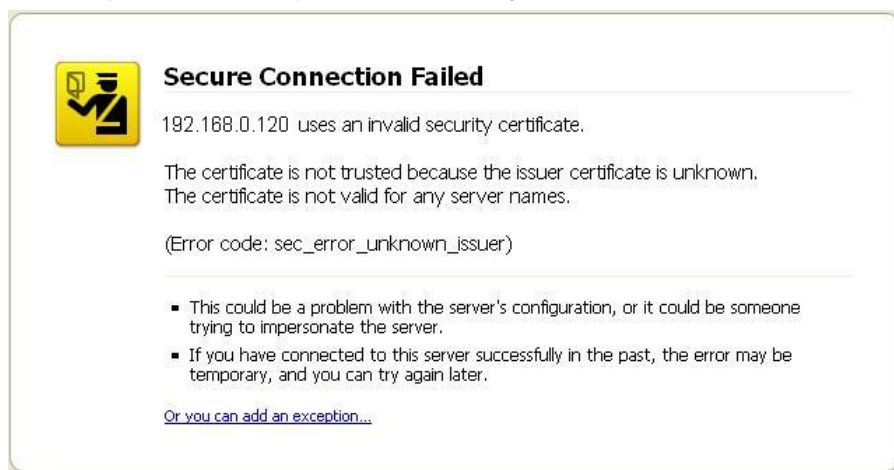 Secure Connection Failed
192.168.0.120 uses an invalid security certificate.
The certificate is not trusted because the issuer certificate is unknown.
The certificate is not valid for any server names.
(Error code: sec_error_unknown_issuer)
This could be a problem with the server's configuration, or it could be someone
trying to impersonate the server.
If you have connected to this server successfully in the past, the error may be
temporary, and you can try again later.
Or you can add an exception...